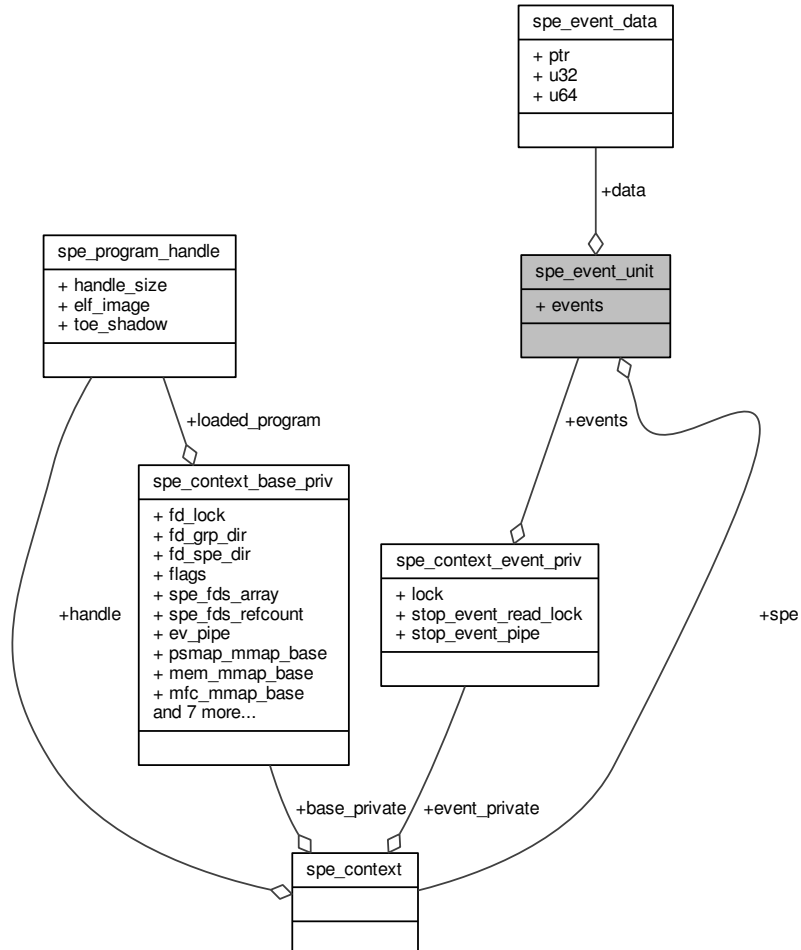 spe_event_data
+ ptr
+ u32
+ u64
+data
spe_program_handle
+ handle_size
+ elf_image
+ toe_shadow
spe_event_unit
+ events
+loaded_program
+events
spe_context_base_priv
+ fd_lock
+ fd_grp_dir
+ fd_spe_dir
+ flags
+ spe_fds_array
+ spe_fds_refcount
+ ev_pipe
+ psmap_mmap_base
+ mem_mmap_base
+ mfc_mmap_base
and 7 more...
spe_context_event_priv
+ lock
+ stop_event_read_lock
+ stop_event_pipe
+handle
+spe
+base_private
+event_private
spe_context